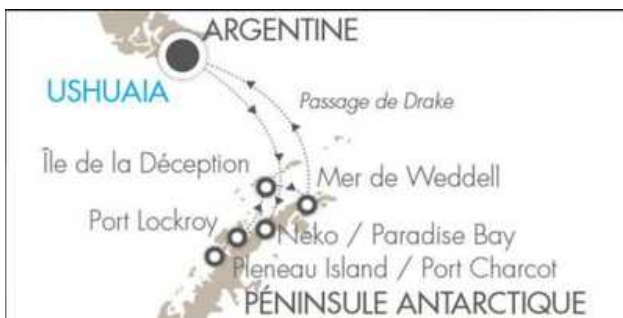 ARGENTINE
USHUAIA
Passage de Drake
Île de la Déception
Mer de Weddell
Port Lockroy
Neko / Paradise Bay
Pleneau Island / Port Charcot
PÉNINSULE ANTARCTIQUE